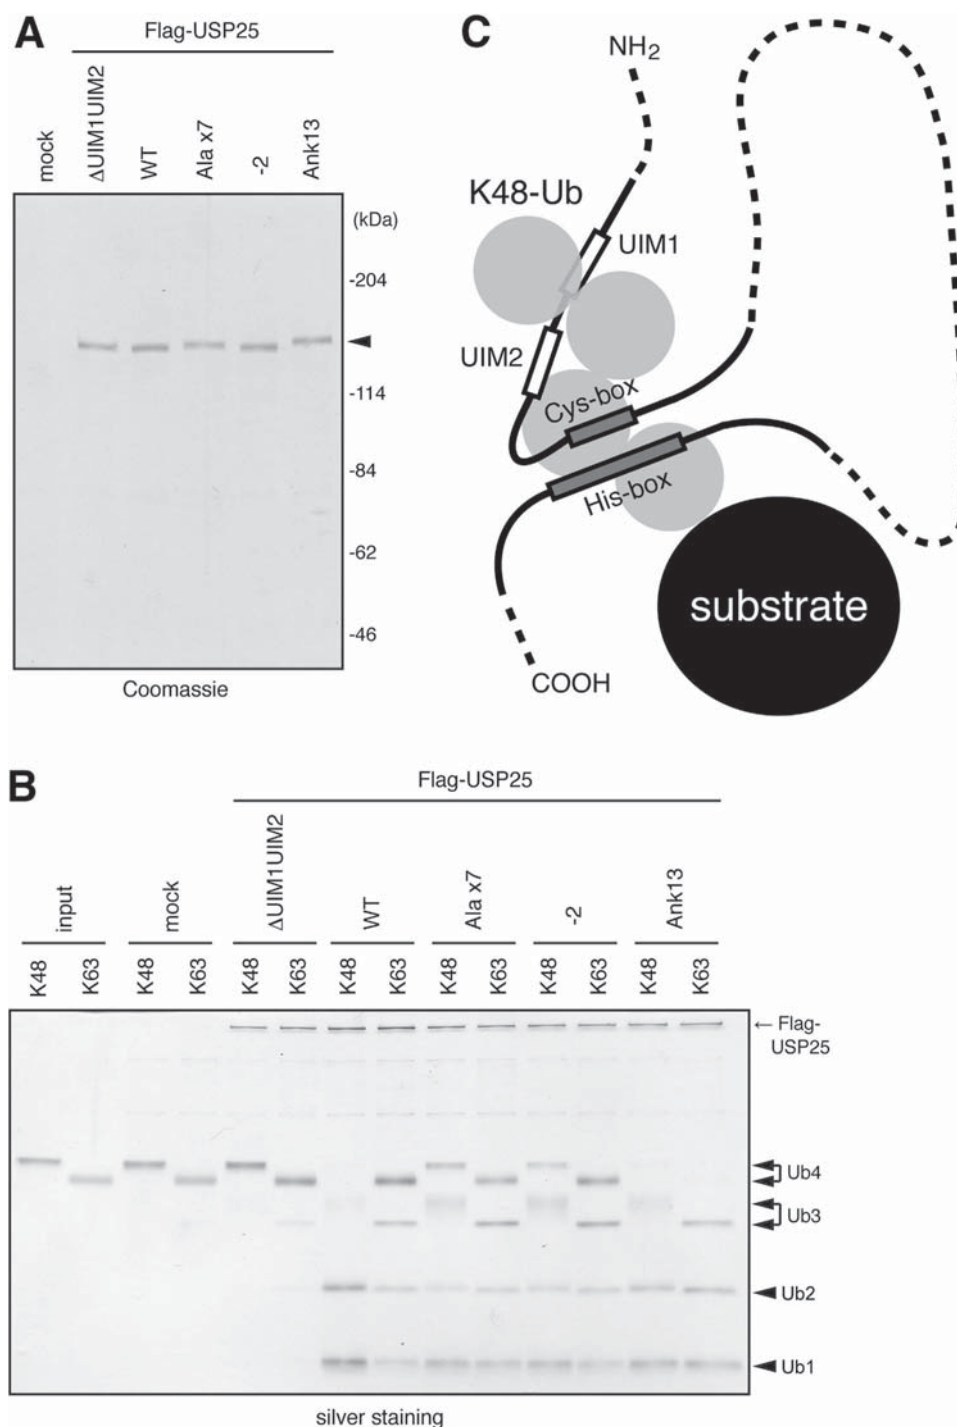 A
Flag-USP25
mock
ΔUIM1UIM2
WT
Ala x7
-2
Ank13
(kDa)
-204
-114
-84
-62
-46
Coomassie
C
NH2
K48-Ub
UIM1
UIM2
Cys-box
His-box
substrate
COOH
B
Flag-USP25
input
mock
ΔUIM1UIM2
WT
Ala x7
-2
Ank13
K48 K63 K48 K63 K48 K63 K48 K63 K48 K63 K48 K63 K48 K63
← Flag-
USP25
Ub4
Ub3
Ub2
Ub1
silver staining